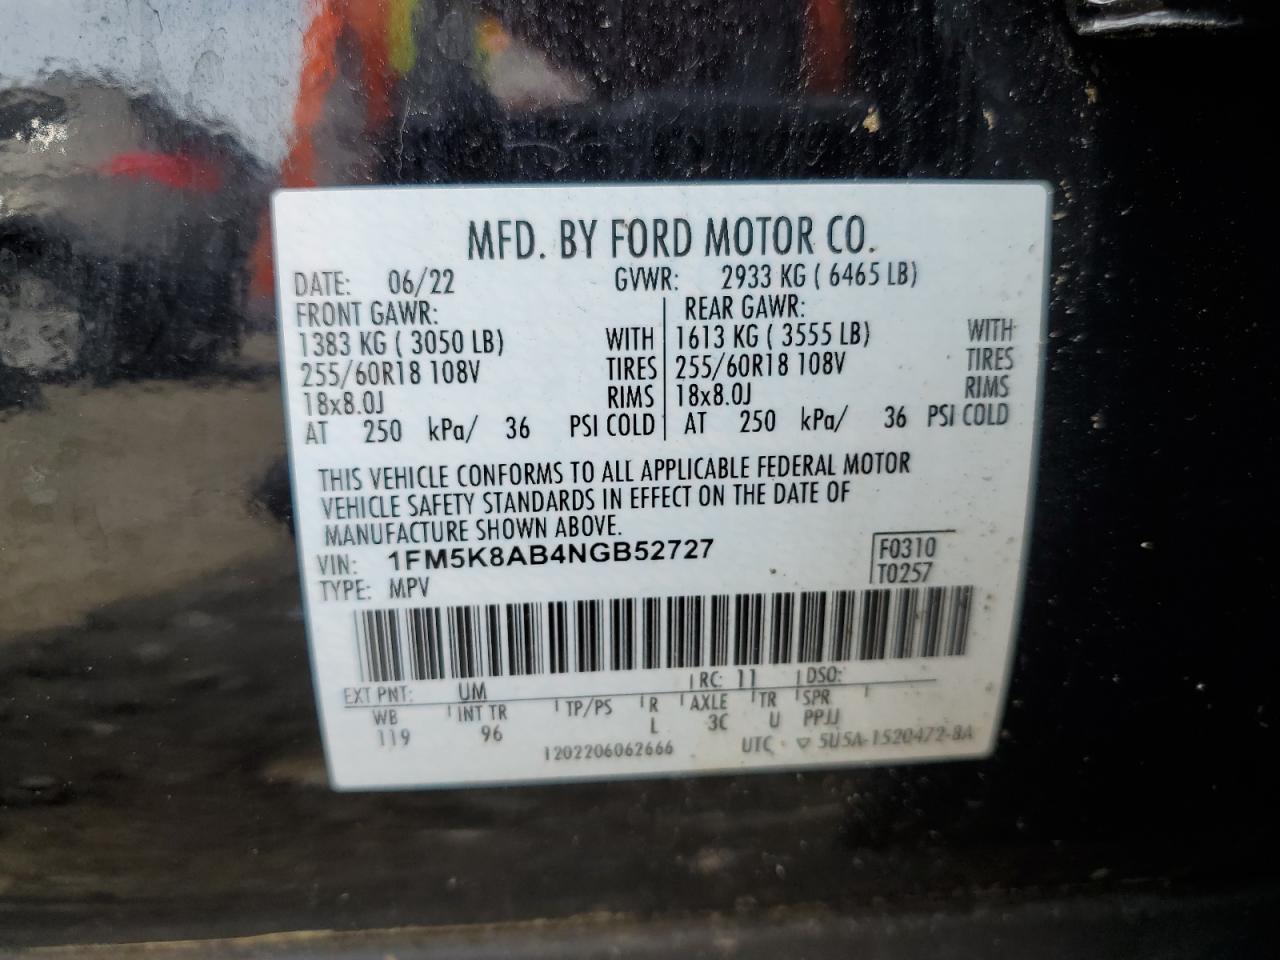 MFD. BY FORD MOTOR CO.
DATE: 06/22 GVWR: 2933 KG ( 6465 LB)
FRONT GAWR: REAR GAWR:
1383 KG ( 3050 LB) WITH 1613 KG ( 3555 LB) WITH
255/60R18 108V TIRES 255/60R18 108V TIRES
18x8.0J RIMS 18x8.0J RIMS
AT 250 kPa/ 36 PSI COLD AT 250 kPa/ 36 PSI COLD
THIS VEHICLE CONFORMS TO ALL APPLICABLE FEDERAL MOTOR
VEHICLE SAFETY STANDARDS IN EFFECT ON THE DATE OF
MANUFACTURE SHOWN ABOVE.
VIN: 1FM5K8AB4NGB52727 F0310
TYPE: MPV T0257
EXT PNT: UM RC: 11 DSO:
WB INT TR TP/PS R AXLE TR SPR
119 96 L 3C U PPJJ
1202206062666 UTC ▽ 5U5A-1520472-8A